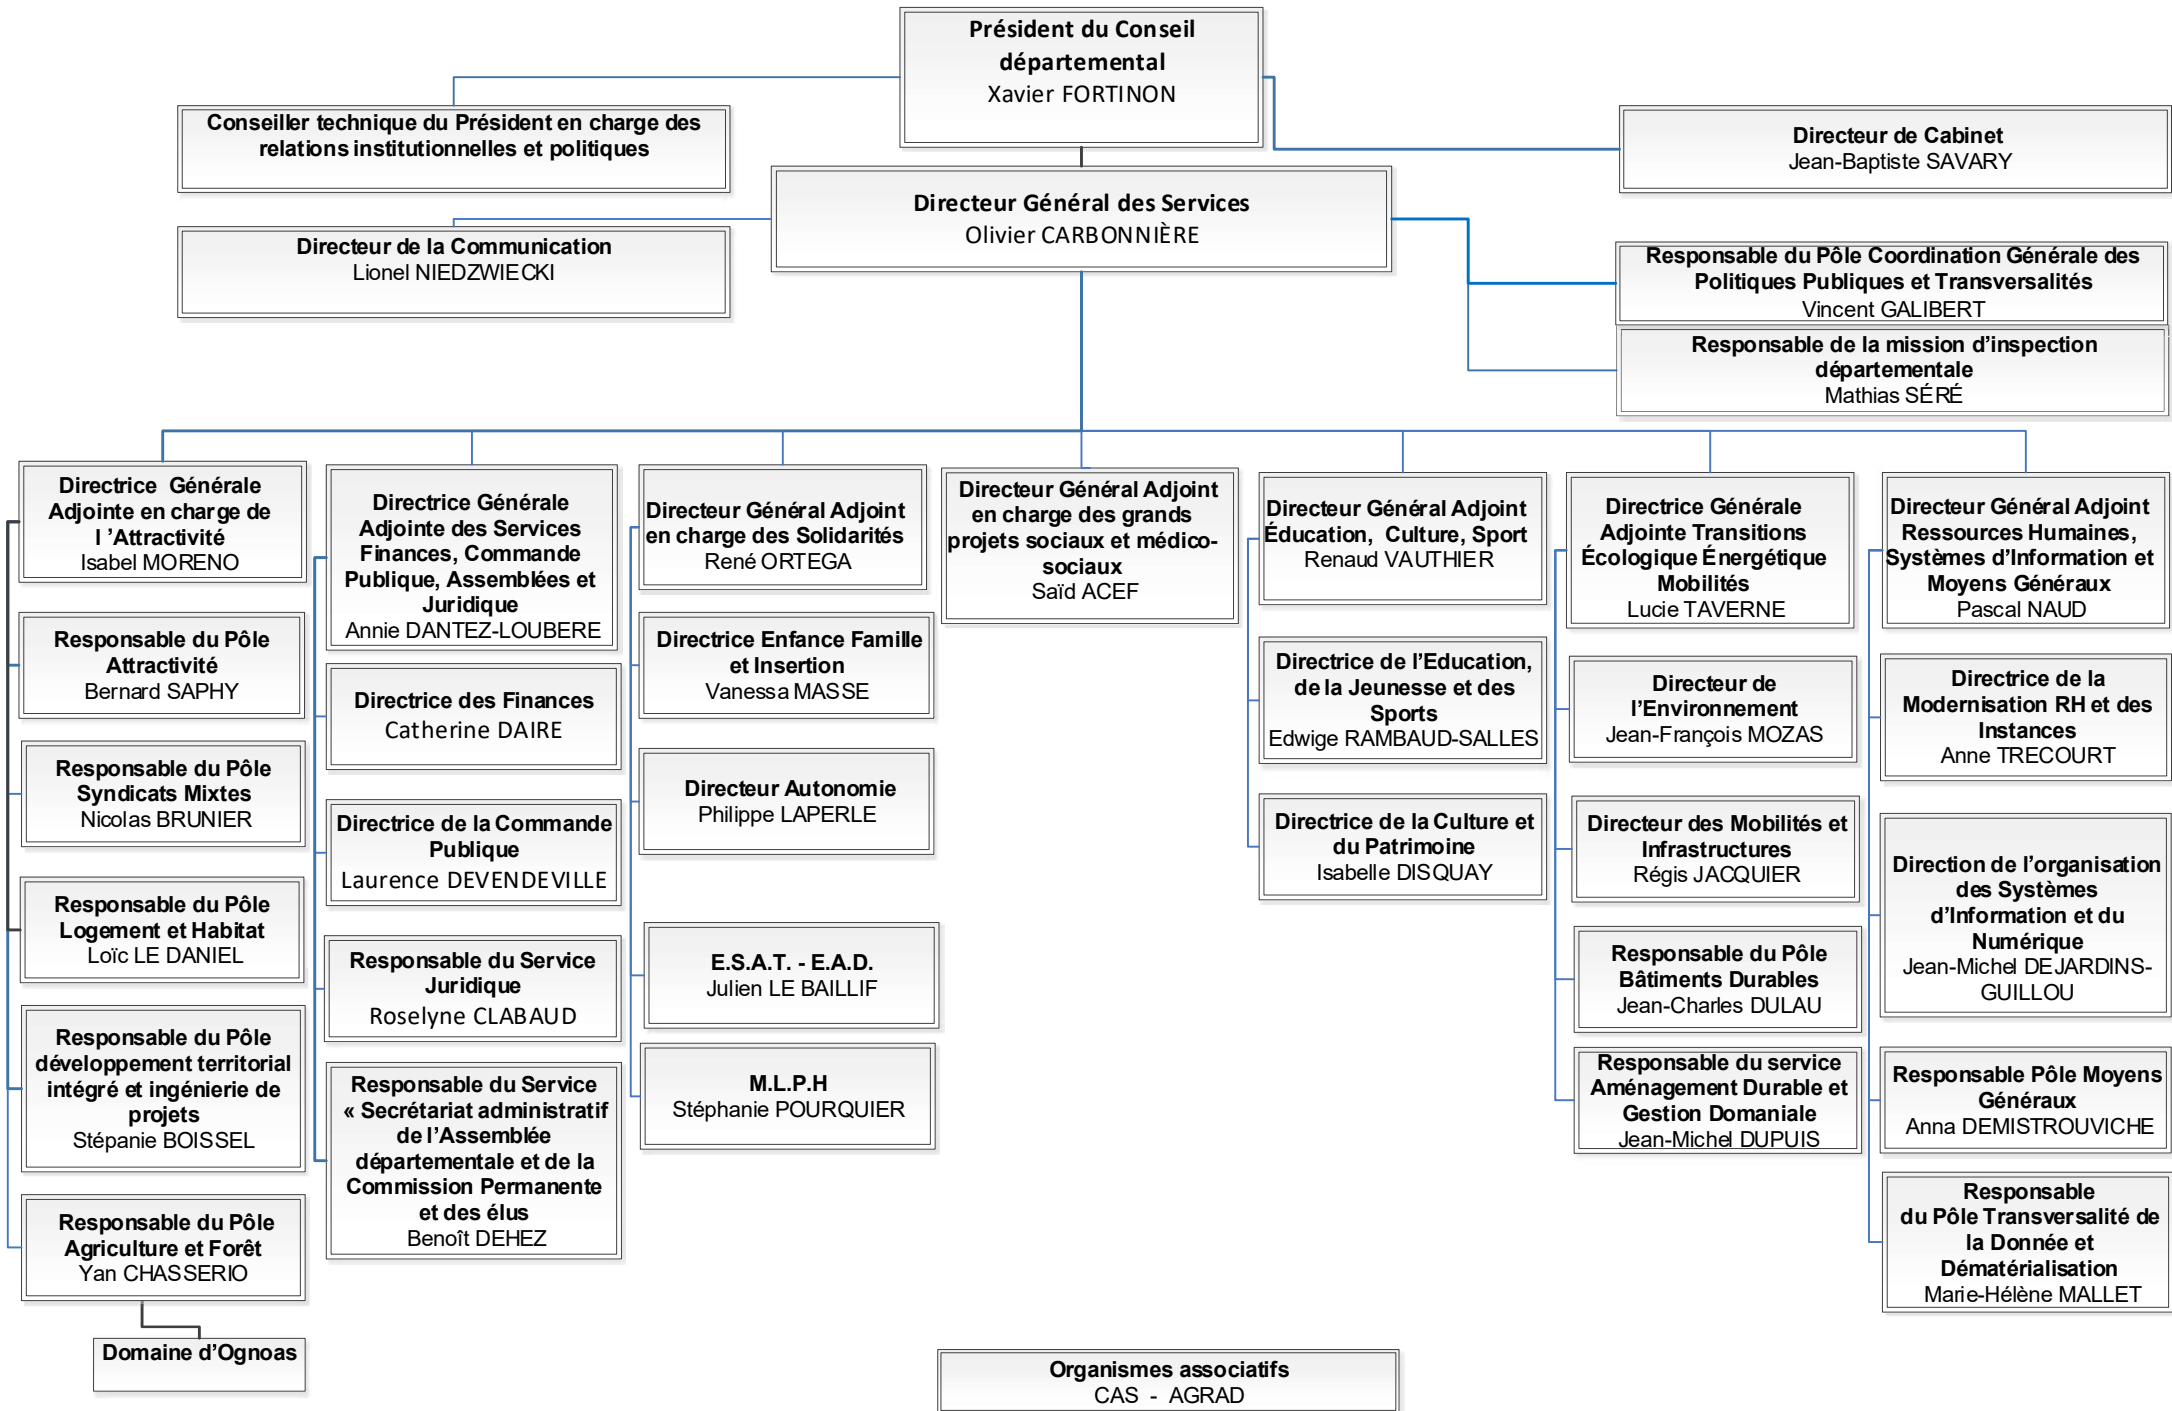 Président du Conseil
départemental
Xavier FORTINON
Conseiller technique du Président en charge des
relations institutionnelles et politiques
Directeur de Cabinet
Jean-Baptiste SAVARY
Directeur Général des Services
Olivier CARBONNIÈRE
Directeur de la Communication
Lionel NIEDZWIECKI
Responsable du Pôle Coordination Générale des
Politiques Publiques et Transversalités
Vincent GALIBERT
Responsable de la mission d’inspection
départementale
Mathias SÉRÉ
Directrice Générale
Adjointe en charge de
l ’Attractivité
Isabel MORENO
Responsable du Pôle
Attractivité
Bernard SAPHY
Responsable du Pôle
Syndicats Mixtes
Nicolas BRUNIER
Responsable du Pôle
Logement et Habitat
Loïc LE DANIEL
Responsable du Pôle
développement territorial
intégré et ingénierie de
projets
Stépanie BOISSEL
Responsable du Pôle
Agriculture et Forêt
Yan CHASSERIO
Domaine d’Ognoas
Directrice Générale
Adjointe des Services
Finances, Commande
Publique, Assemblées et
Juridique
Annie DANTEZ-LOUBERE
Directrice des Finances
Catherine DAIRE
Directrice de la Commande
Publique
Laurence DEVENDEVILLE
Responsable du Service
Juridique
Roselyne CLABAUD
Responsable du Service
« Secrétariat administratif
de l’Assemblée
départementale et de la
Commission Permanente
et des élus
Benoît DEHEZ
Directeur Général Adjoint
en charge des Solidarités
René ORTEGA
Directrice Enfance Famille
et Insertion
Vanessa MASSE
Directeur Autonomie
Philippe LAPERLE
E.S.A.T. - E.A.D.
Julien LE BAILLIF
M.L.P.H
Stéphanie POURQUIER
Directeur Général Adjoint
en charge des grands
projets sociaux et médico-
sociaux
Saïd ACEF
Directeur Général Adjoint
Éducation, Culture, Sport
Renaud VAUTHIER
Directrice de l’Education,
de la Jeunesse et des
Sports
Edwige RAMBAUD-SALLES
Directrice de la Culture et
du Patrimoine
Isabelle DISQUAY
Directrice Générale
Adjointe Transitions
Écologique Énergétique
Mobilités
Lucie TAVERNE
Directeur de
l’Environnement
Jean-François MOZAS
Directeur des Mobilités et
Infrastructures
Régis JACQUIER
Responsable du Pôle
Bâtiments Durables
Jean-Charles DULAU
Responsable du service
Aménagement Durable et
Gestion Domaniale
Jean-Michel DUPUIS
Directeur Général Adjoint
Ressources Humaines,
Systèmes d’Information et
Moyens Généraux
Pascal NAUD
Directrice de la
Modernisation RH et des
Instances
Anne TRECOURT
Direction de l’organisation
des Systèmes
d’Information et du
Numérique
Jean-Michel DEJARDINS-
GUILLOU
Responsable Pôle Moyens
Généraux
Anna DEMISTROUVICHE
Responsable
du Pôle Transversalité de
la Donnée et
Dématérialisation
Marie-Hélène MALLET
Organismes associatifs
CAS - AGRAD